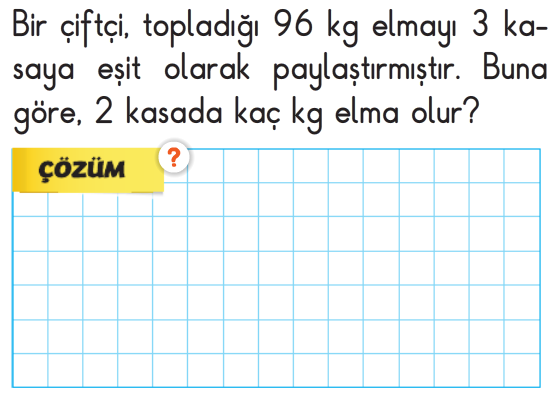 Bir çiftçi, topladığı 96 kg elmayı 3 ka-
saya eşit olarak paylaştırmıştır. Buna
göre, 2 kasada kaç kg elma olur?
ÇÖZÜM ?